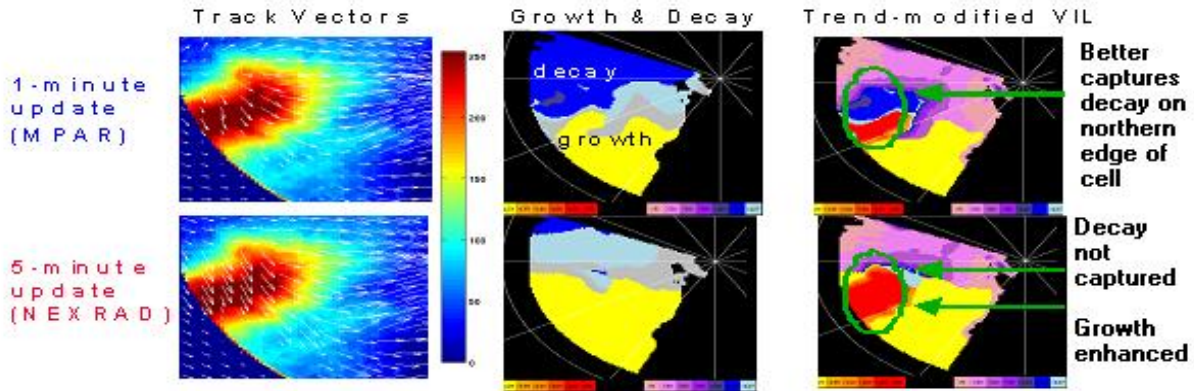 Track Vectors
Growth & Decay
Trend-modified VIL
1-minute
update
(MPAR)
250
200
150
100
50
0
decay
growth
Better
captures
decay on
northern
edge of
cell
5-minute
update
(NEXRAD)
Decay
not
captured
Growth
enhanced